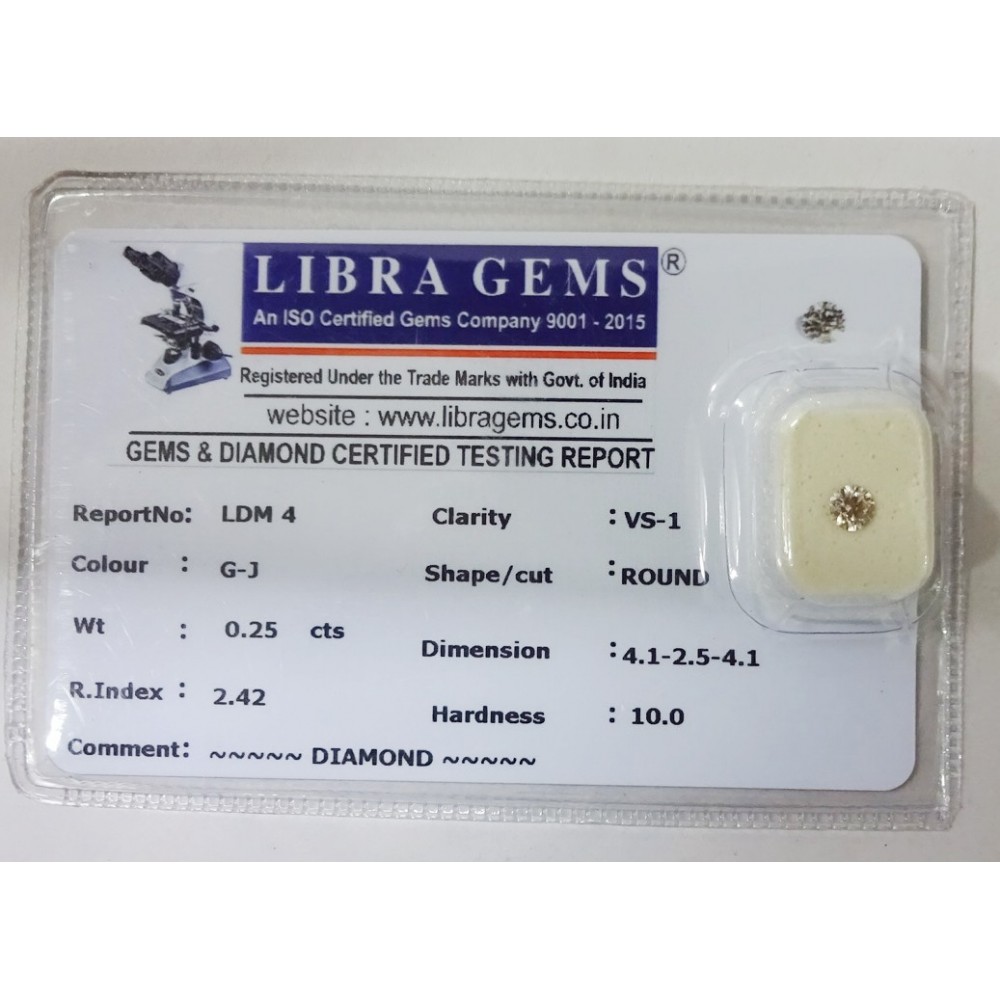 LIBRA GEMS®
An ISO Certified Gems Company 9001 - 2015
Registered Under the Trade Marks with Govt. of India
website : www.libragems.co.in
GEMS & DIAMOND CERTIFIED TESTING REPORT
ReportNo: LDM 4 Clarity : VS-1
Colour : G-J Shape/cut : ROUND
Wt : 0.25 cts Dimension : 4.1-2.5-4.1
R.Index : 2.42 Hardness : 10.0
Comment: ~~~~~ DIAMOND ~~~~~